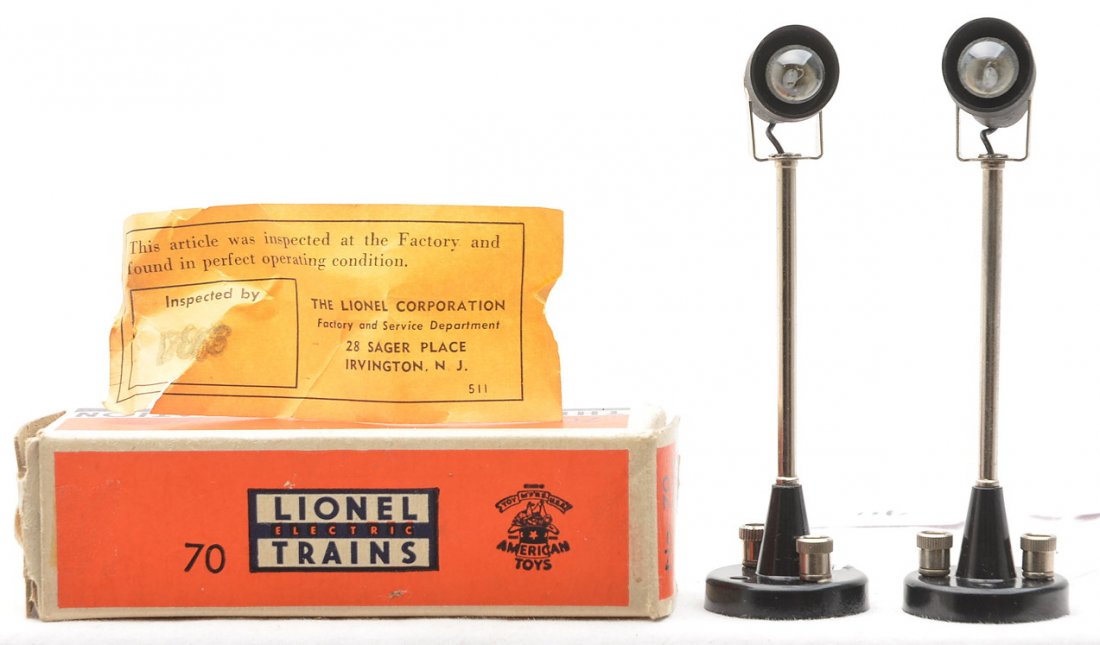 This article was inspected at the Factory and
found in perfect operating condition.
Inspected by
THE LIONEL CORPORATION
Factory and Service Department
28 SAGER PLACE
IRVINGTON, N. J.
511
70
LIONEL
ELECTRIC
TRAINS
AMERICAN
TOYS